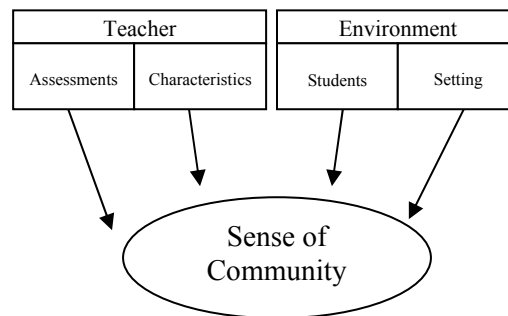 Teacher
Environment
Assessments
Characteristics
Students
Setting
Sense of
Community